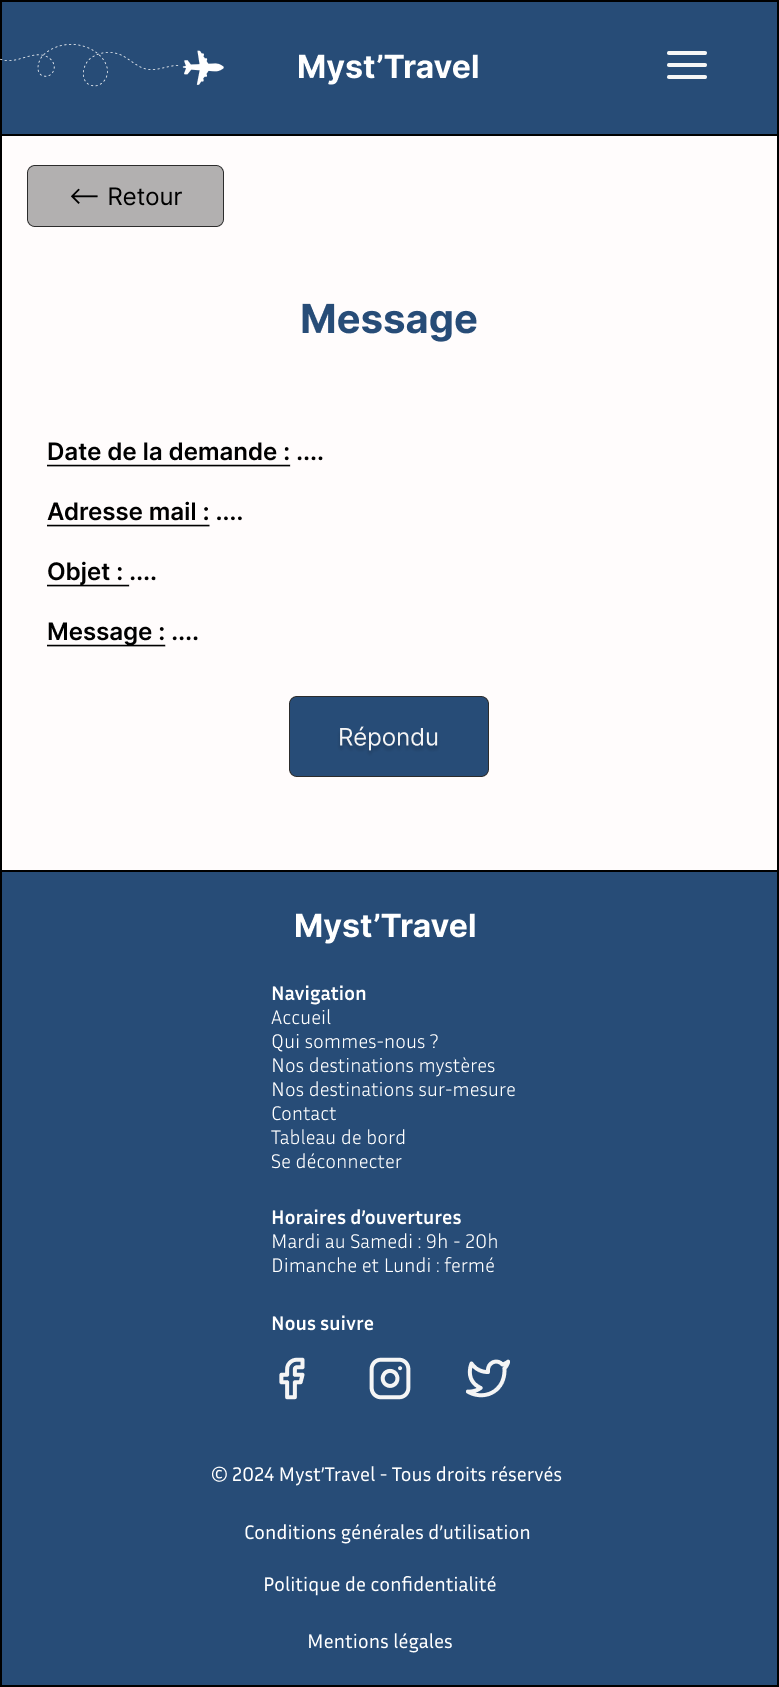 Myst’Travel
← Retour
Message
Date de la demande : ....
Adresse mail : ....
Objet : ....
Message : ....
Répondu
Myst’Travel
Navigation
Accueil
Qui sommes-nous ?
Nos destinations mystères
Nos destinations sur-mesure
Contact
Tableau de bord
Se déconnecter
Horaires d’ouvertures
Mardi au Samedi : 9h - 20h
Dimanche et Lundi : fermé
Nous suivre
© 2024 Myst’Travel - Tous droits réservés
Conditions générales d’utilisation
Politique de confidentialité
Mentions légales